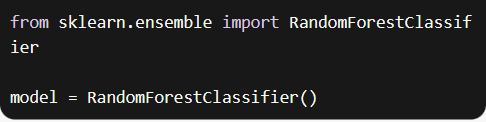 from sklearn.ensemble import RandomForestClassif
ier
model = RandomForestClassifier()